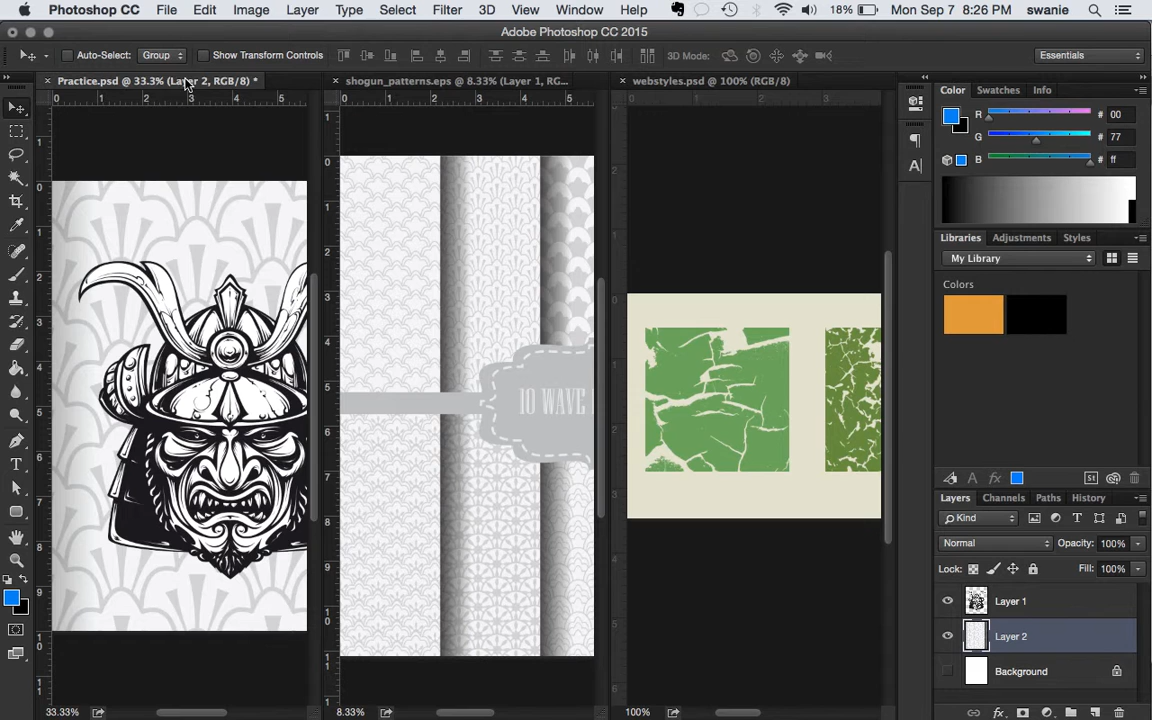 Photoshop CC File Edit Image Layer Type Select Filter 3D View Window Help 18% Mon Sep 7 8:26 PM swanie
Adobe Photoshop CC 2015
Auto-Select: Group Show Transform Controls 3D Mode: Essentials
Practice.psd @ 33.3% (Layer 2, RGB/8) *
shogun_patterns.eps @ 8.33% (Layer 1, RG...
webstyles.psd @ 100% (RGB/8)
Color Swatches Info
R # 00
G # 77
B # ff
Libraries Adjustments Styles
My Library
Colors
10 WAVE
Layers Channels Paths History
Kind
Normal Opacity: 100%
Lock: Fill: 100%
Layer 1
Layer 2
Background
33.33%
8.33%
100%